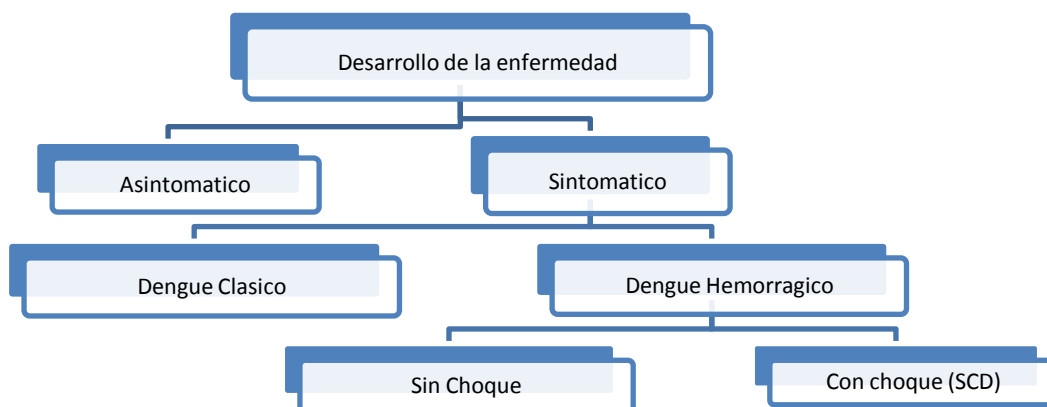 Desarrollo de la enfermedad
Asintomatico
Sintomatico
Dengue Clasico
Dengue Hemorragico
Sin Choque
Con choque (SCD)